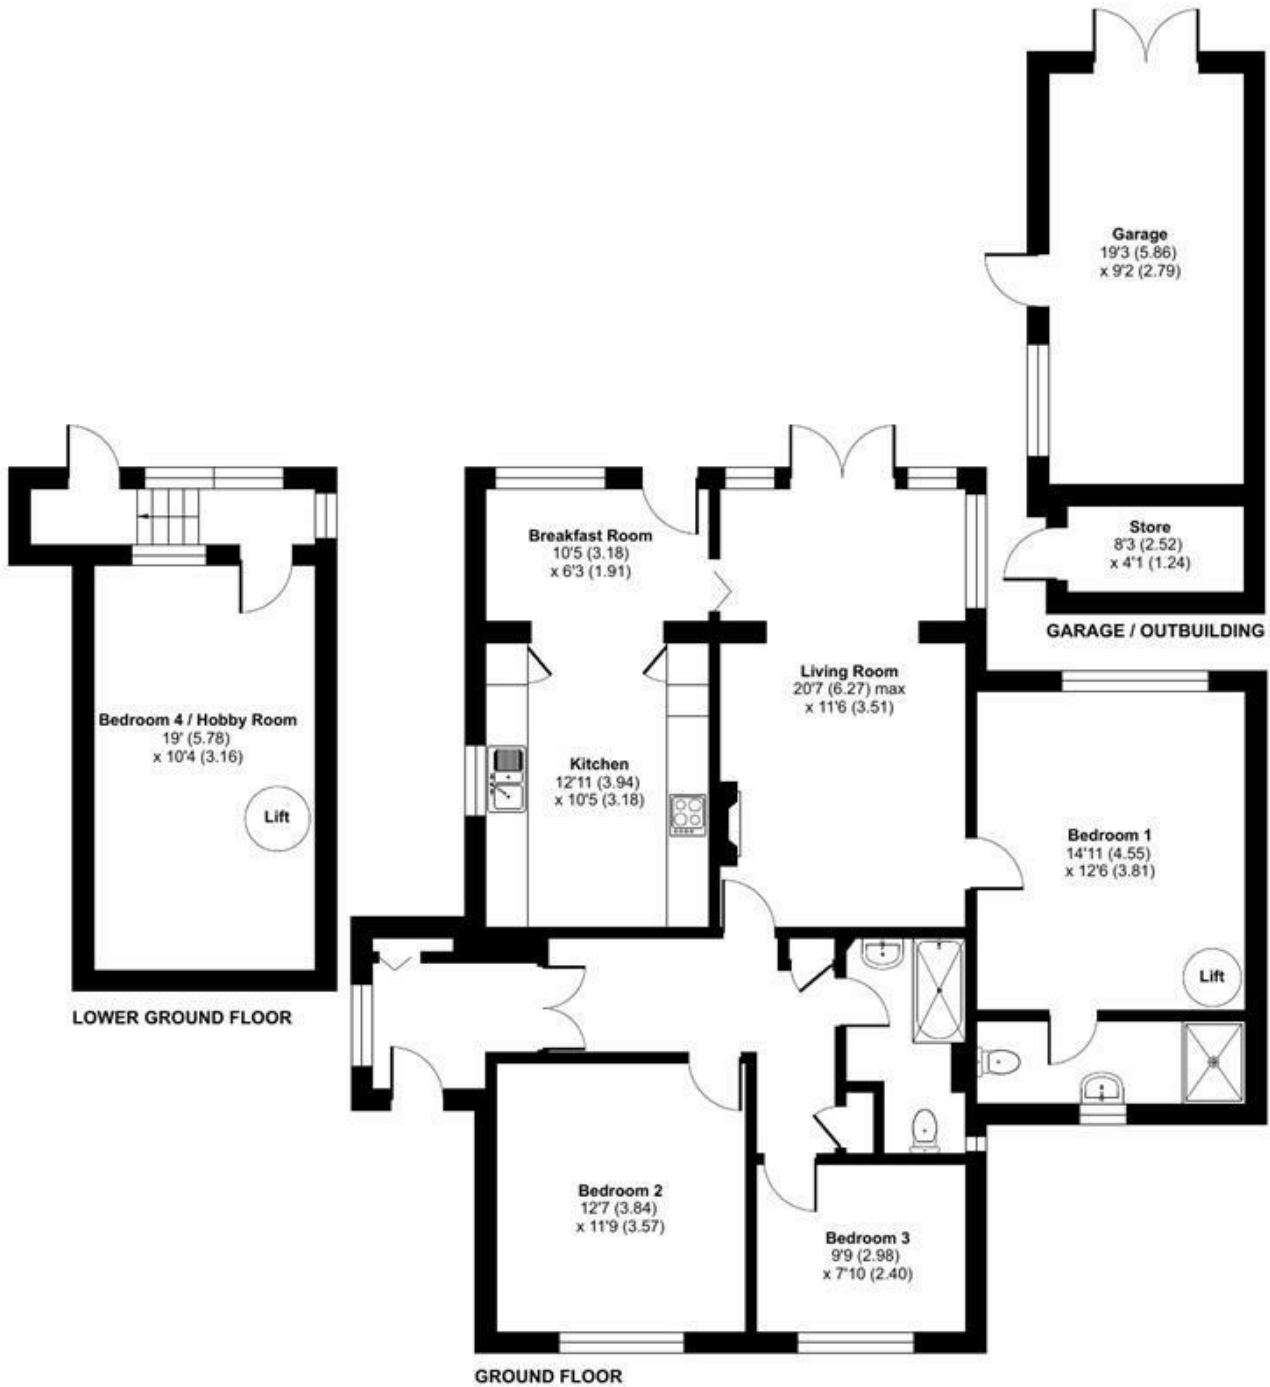 Garage
19'3 (5.86)
x 9'2 (2.79)
Store
8'3 (2.52)
x 4'1 (1.24)
GARAGE / OUTBUILDING
Breakfast Room
10'5 (3.18)
x 6'3 (1.91)
Living Room
20'7 (6.27) max
x 11'6 (3.51)
Bedroom 4 / Hobby Room
19' (5.78)
x 10'4 (3.16)
Lift
LOWER GROUND FLOOR
Kitchen
12'11 (3.94)
x 10'5 (3.18)
Bedroom 1
14'11 (4.55)
x 12'6 (3.81)
Lift
Bedroom 2
12'7 (3.84)
x 11'9 (3.57)
Bedroom 3
9'9 (2.98)
x 7'10 (2.40)
GROUND FLOOR